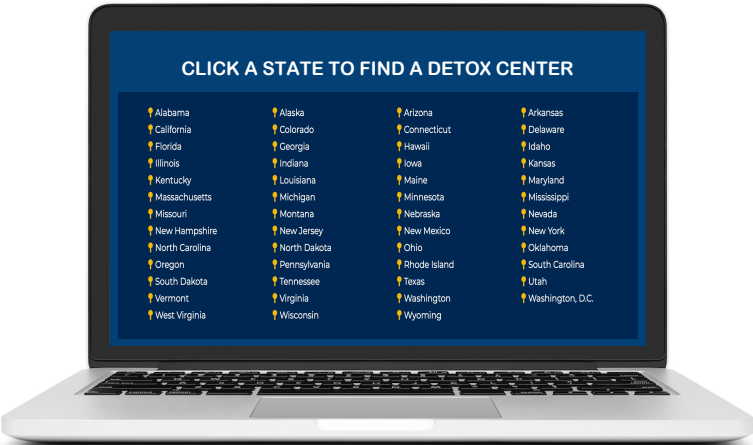 CLICK A STATE TO FIND A DETOX CENTER
Alabama Alaska Arizona Arkansas
California Colorado Connecticut Delaware
Florida Georgia Hawaii Idaho
Illinois Indiana Iowa Kansas
Kentucky Louisiana Maine Maryland
Massachusetts Michigan Minnesota Mississippi
Missouri Montana Nebraska Nevada
New Hampshire New Jersey New Mexico New York
North Carolina North Dakota Ohio Oklahoma
Oregon Pennsylvania Rhode Island South Carolina
South Dakota Tennessee Texas Utah
Vermont Virginia Washington Washington, D.C.
West Virginia Wisconsin Wyoming